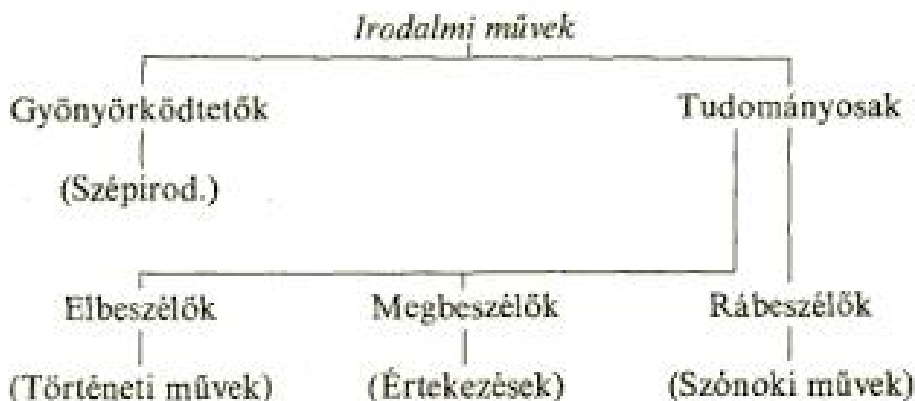 Irodalmi művek
Gyönyörködtetők Tudományosak
(Szépirod.)
Elbeszélők Megbeszélők Rábeszélők
(Történeti művek) (Értekezések) (Szónoki művek)